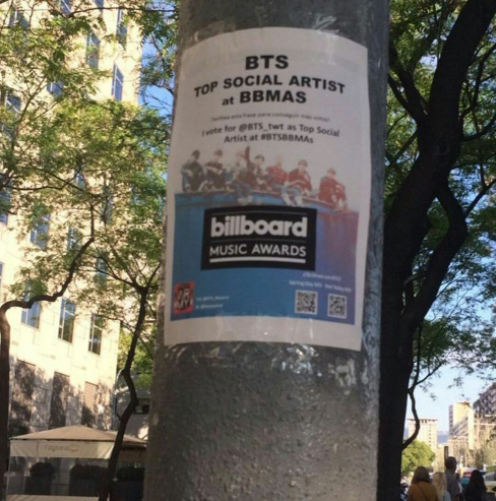 BTS
TOP SOCIAL ARTIST
at BBMAS
I vote for @BTS_twt as Top Social
Artist at #BTSBBMAs
billboard
MUSIC AWARDS